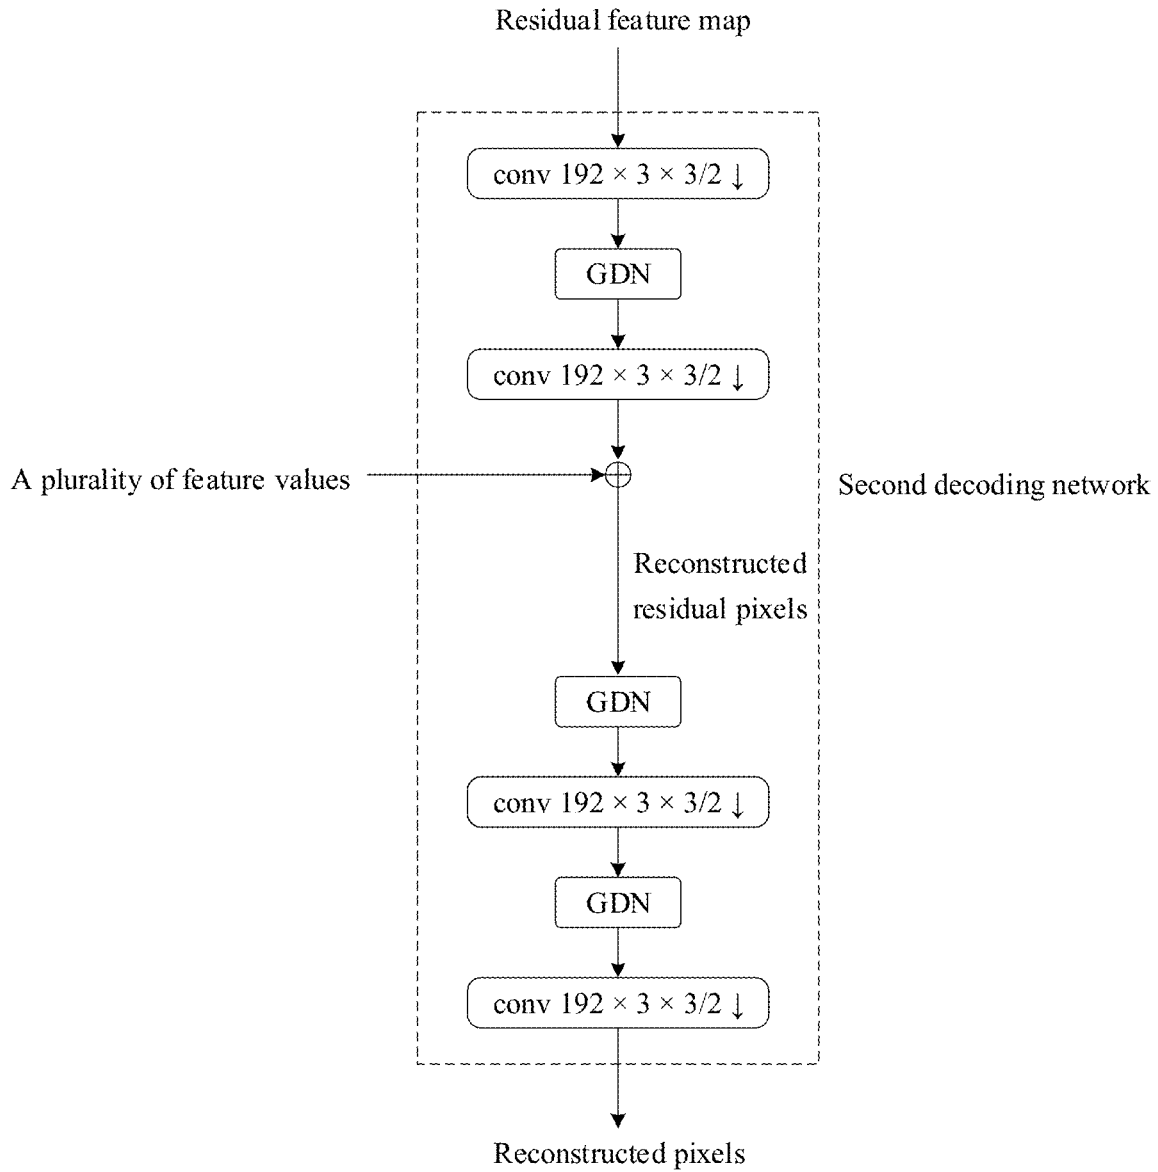 Residual feature map
conv 192 × 3 × 3/2 ↓
GDN
conv 192 × 3 × 3/2 ↓
A plurality of feature values
Second decoding network
Reconstructed
residual pixels
GDN
conv 192 × 3 × 3/2 ↓
GDN
conv 192 × 3 × 3/2 ↓
Reconstructed pixels